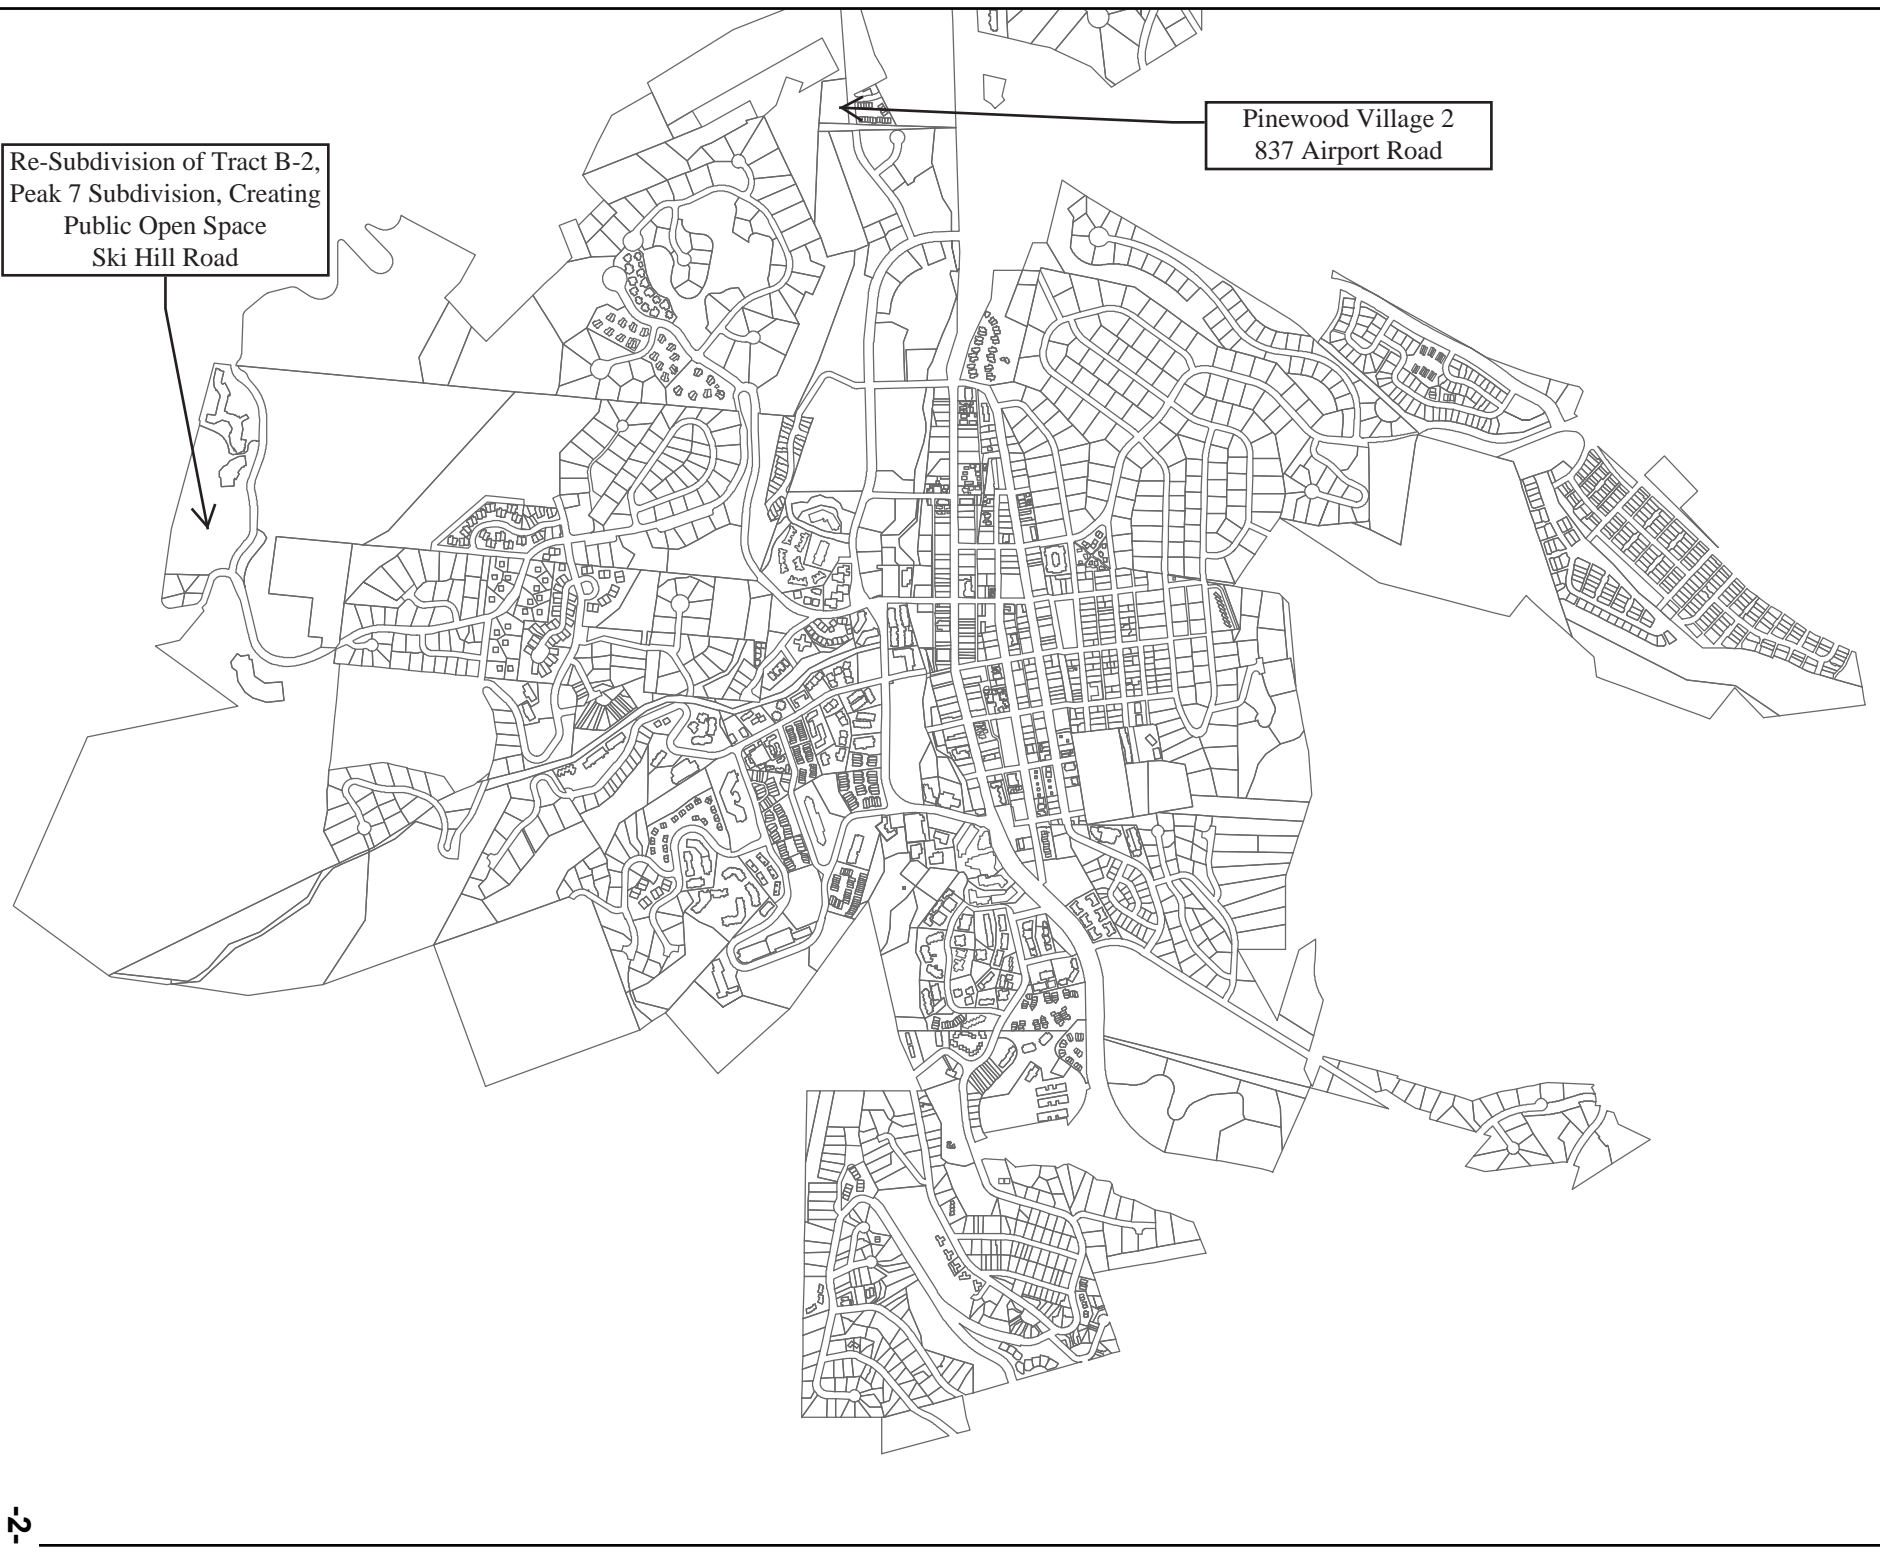 Pinewood Village 2
837 Airport Road
Re-Subdivision of Tract B-2,
Peak 7 Subdivision, Creating
Public Open Space
Ski Hill Road
-2-